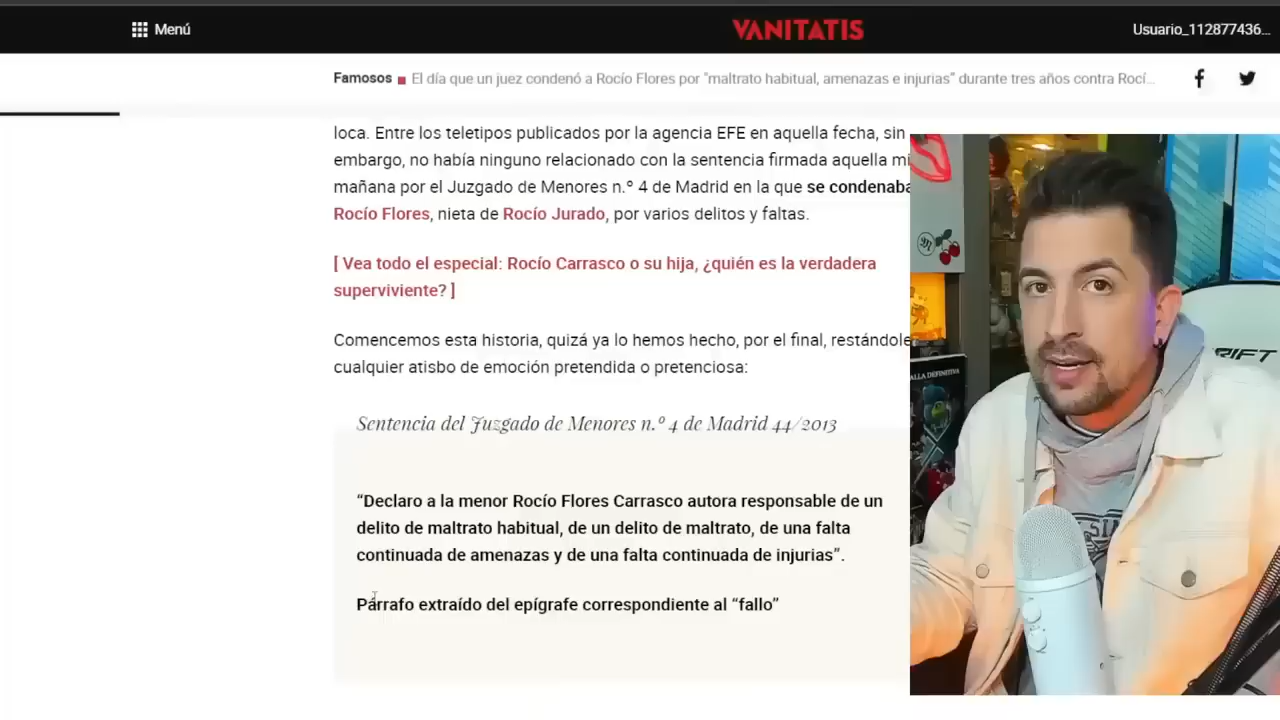 Menú
VANITATIS
Usuario_112877436...
Famosos ■ El día que un juez condenó a Rocío Flores por "maltrato habitual, amenazas e injurias" durante tres años contra Rocí...
loca. Entre los teletipos publicados por la agencia EFE en aquella fecha, sin
embargo, no había ninguno relacionado con la sentencia firmada aquella mi
mañana por el Juzgado de Menores n.º 4 de Madrid en la que se condenaba
Rocío Flores, nieta de Rocío Jurado, por varios delitos y faltas.
[ Vea todo el especial: Rocío Carrasco o su hija, ¿quién es la verdadera
superviviente? ]
Comencemos esta historia, quizá ya lo hemos hecho, por el final, restándole
cualquier atisbo de emoción pretendida o pretenciosa:
Sentencia del Juzgado de Menores n.º 4 de Madrid 44/2013
“Declaro a la menor Rocío Flores Carrasco autora responsable de un
delito de maltrato habitual, de un delito de maltrato, de una falta
continuada de amenazas y de una falta continuada de injurias”.
Párrafo extraído del epígrafe correspondiente al “fallo”
RIFT
ALLA DEFINITIVA